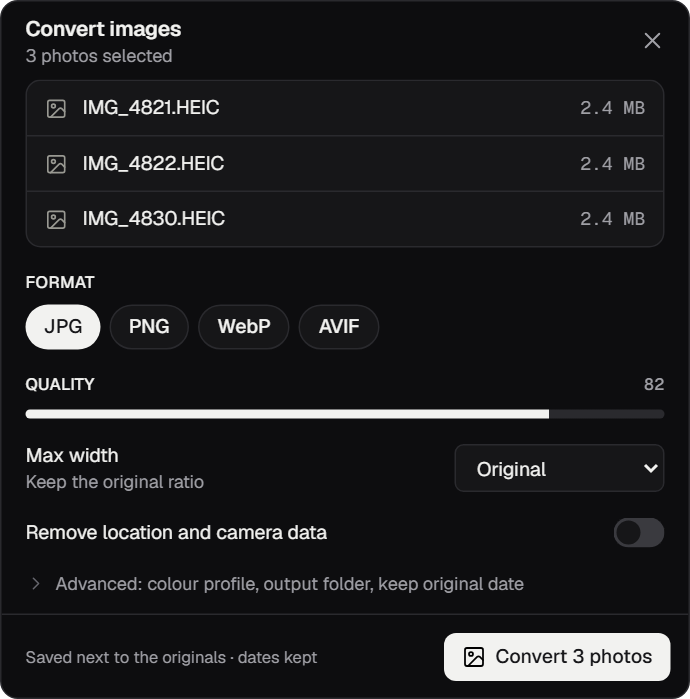 Convert images
3 photos selected
IMG_4821.HEIC 2.4 MB
IMG_4822.HEIC 2.4 MB
IMG_4830.HEIC 2.4 MB
FORMAT
JPG PNG WebP AVIF
QUALITY 82
Max width
Keep the original ratio
Original
Remove location and camera data
Advanced: colour profile, output folder, keep original date
Saved next to the originals · dates kept
Convert 3 photos